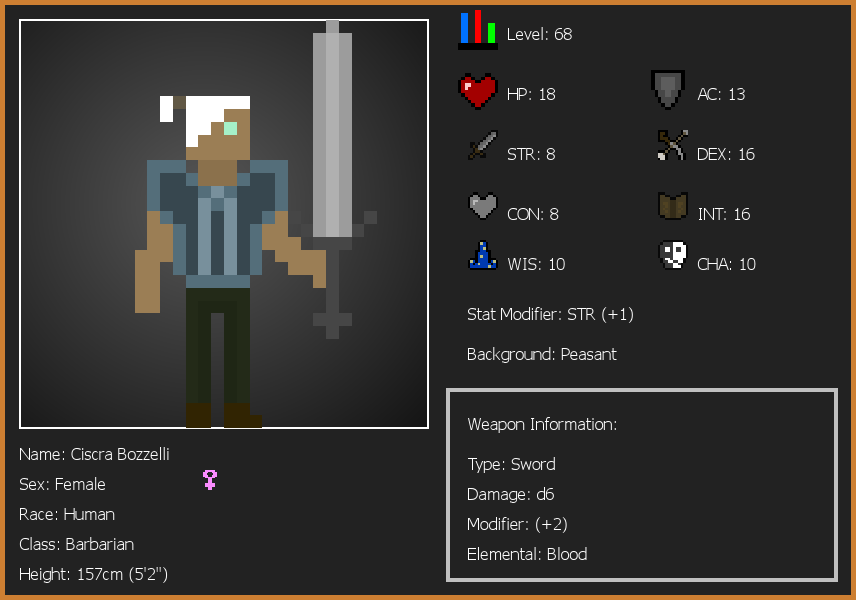 Level: 68
HP: 18
AC: 13
STR: 8
DEX: 16
CON: 8
INT: 16
WIS: 10
CHA: 10
Stat Modifier: STR (+1)
Background: Peasant
Weapon Information:
Type: Sword
Damage: d6
Modifier: (+2)
Elemental: Blood
Name: Ciscra Bozzelli
Sex: Female
Race: Human
Class: Barbarian
Height: 157cm (5'2")